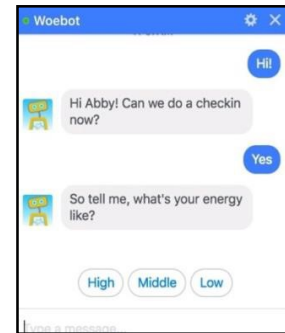 Woebot
Hi!
Hi Abby! Can we do a checkin
now?
Yes
So tell me, what's your energy
like?
High Middle Low
Type a message...